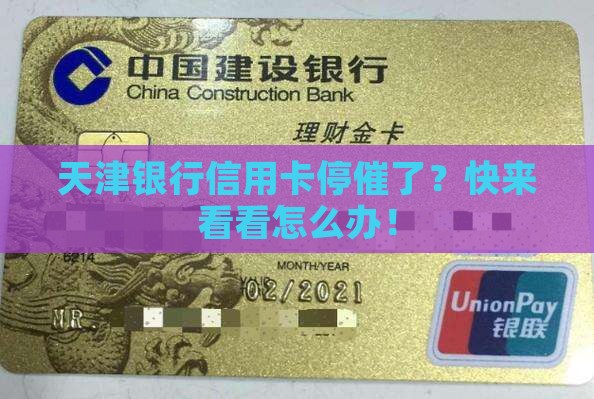 中国建设银行
China Construction Bank
理财金卡
天津银行信用卡停催了？快来
看看怎么办！
6214
MONTH/YEAR
02/2021
MR.
UnionPay
银联